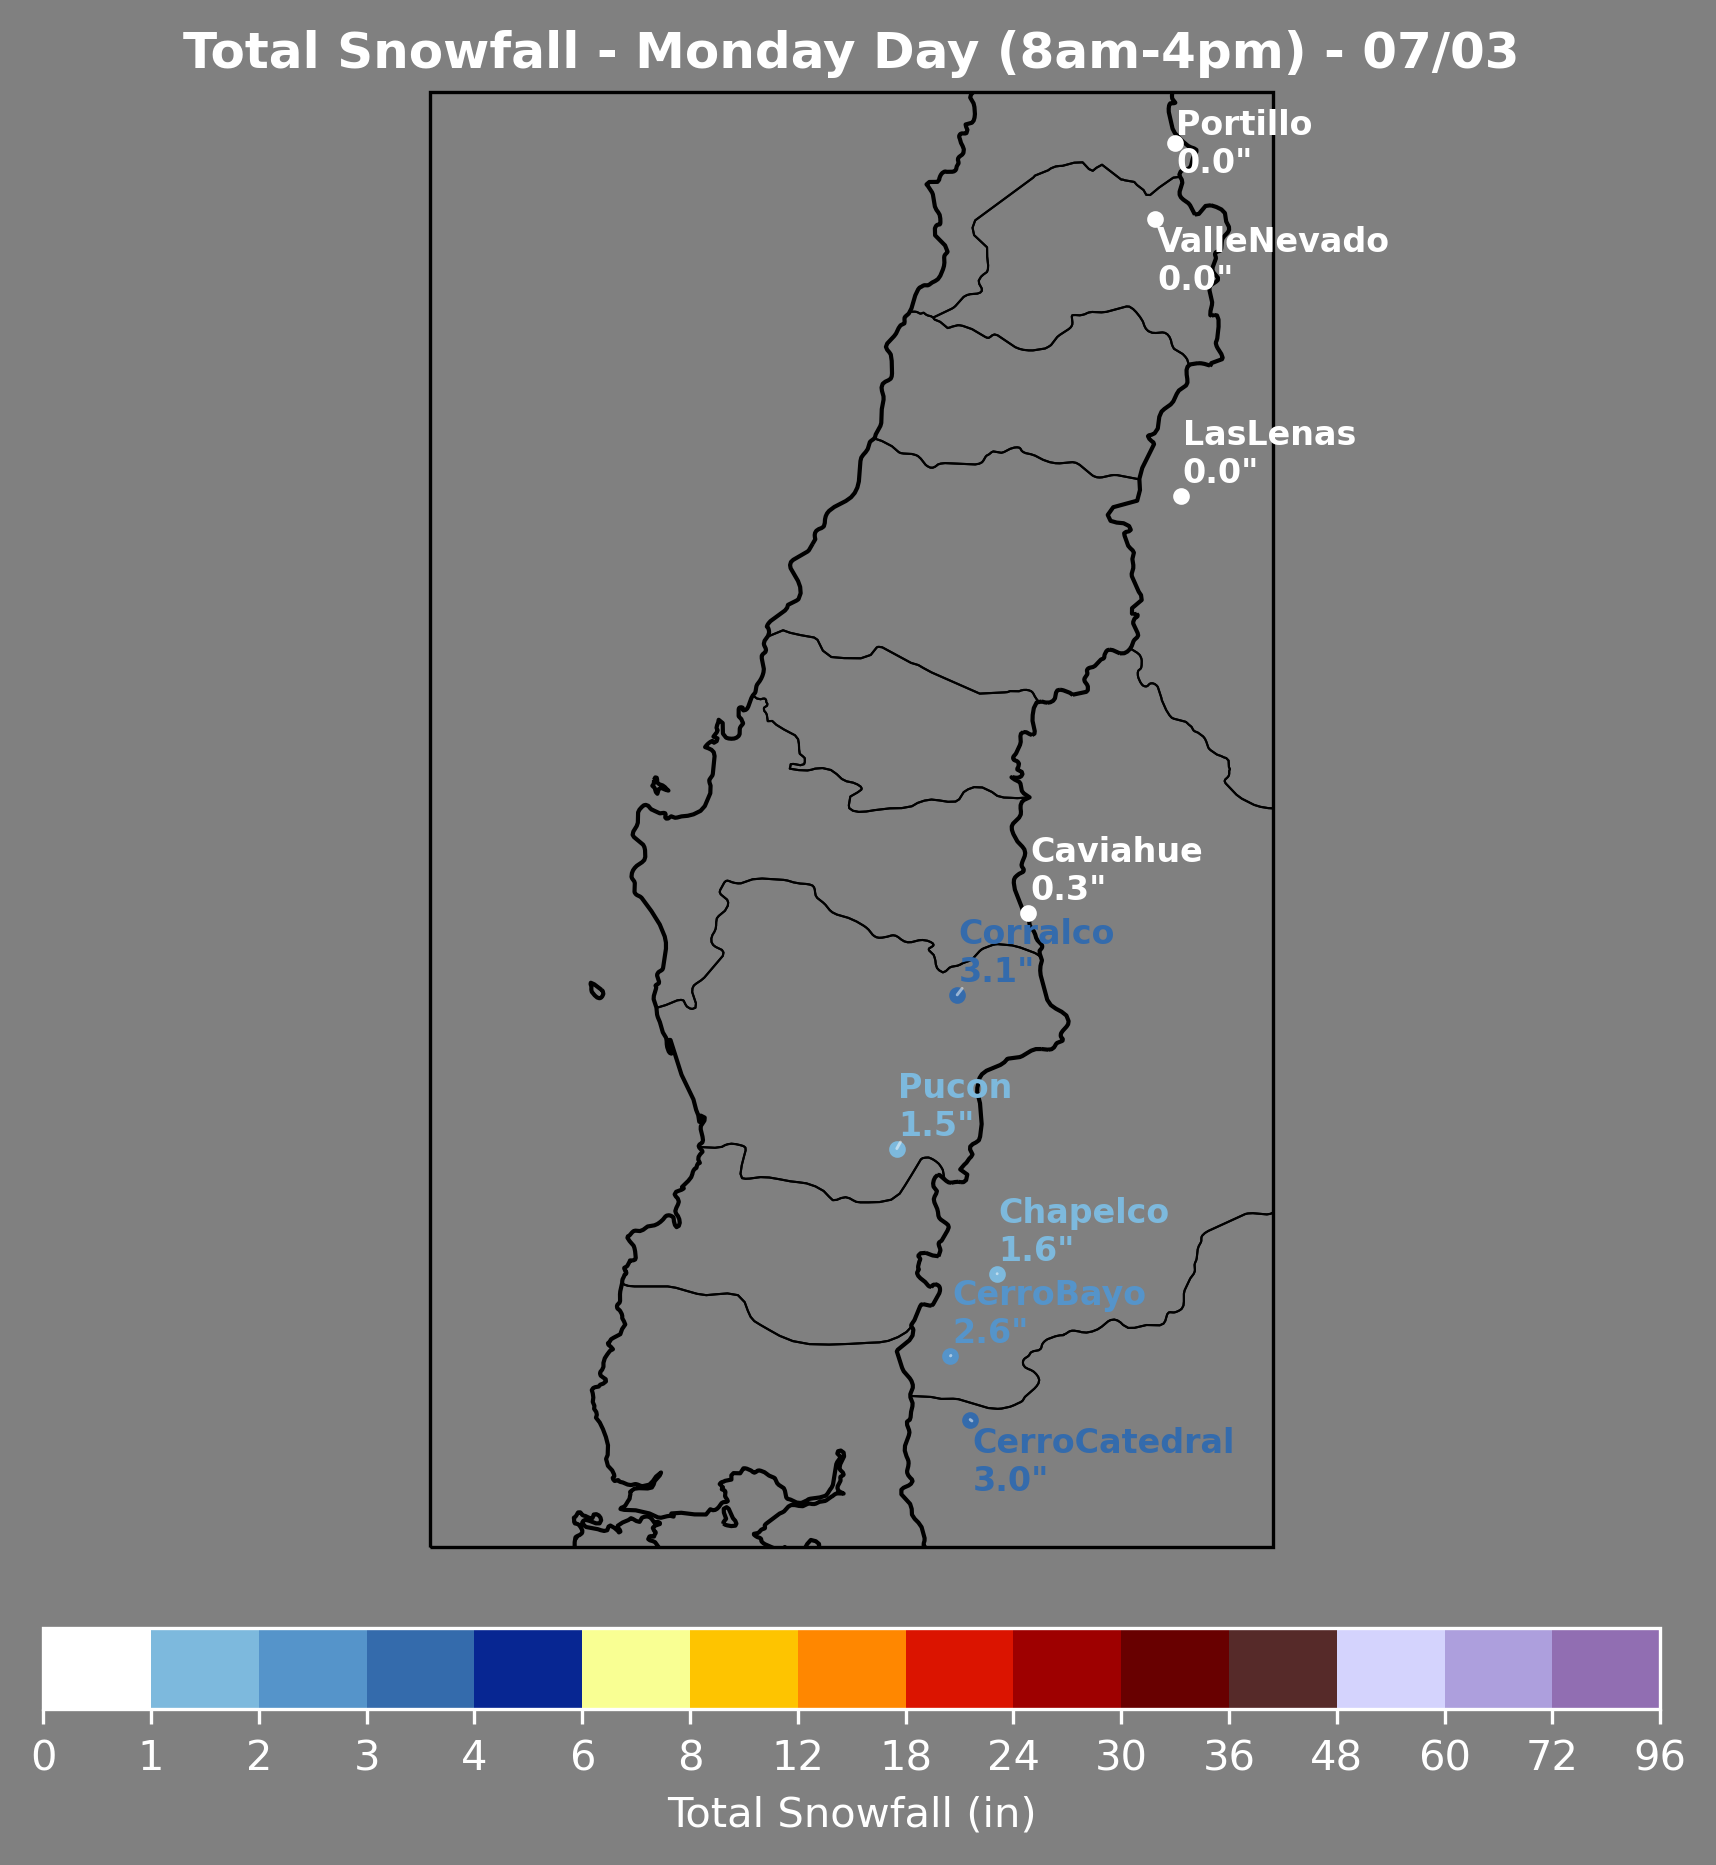 Total Snowfall - Monday Day (8am-4pm) - 07/03
Portillo
0.0"
ValleNevado
0.0"
LasLenas
0.0"
Caviahue
0.3"
Corralco
3.1"
Pucon
1.5"
Chapelco
1.6"
CerroBayo
2.6"
CerroCatedral
3.0"
0 1 2 3 4 6 8 12 18 24 30 36 48 60 72 96
Total Snowfall (in)